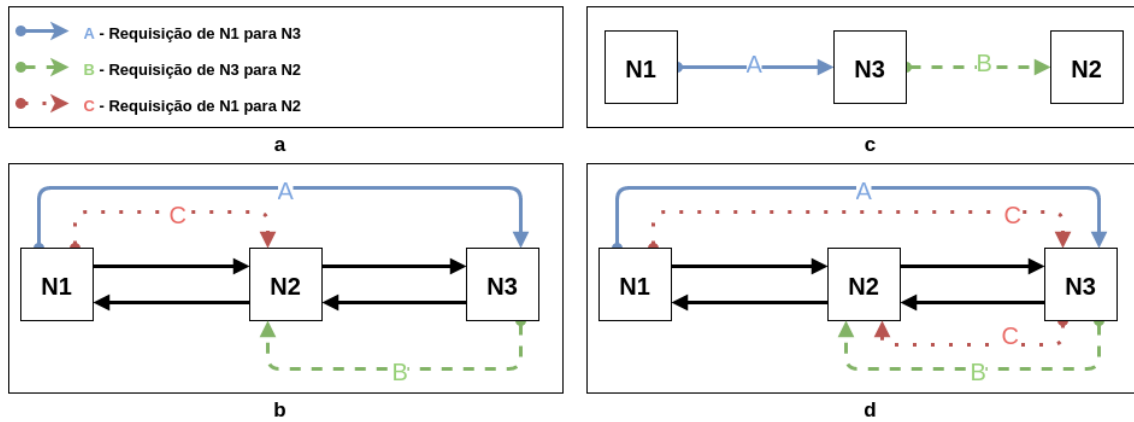 A - Requisição de N1 para N3
B - Requisição de N3 para N2
C - Requisição de N1 para N2
a
N1 A N3 B N2
c
A
C
N1 N2 N3
B
b
A
C
N1 N2 N3
C
B
d